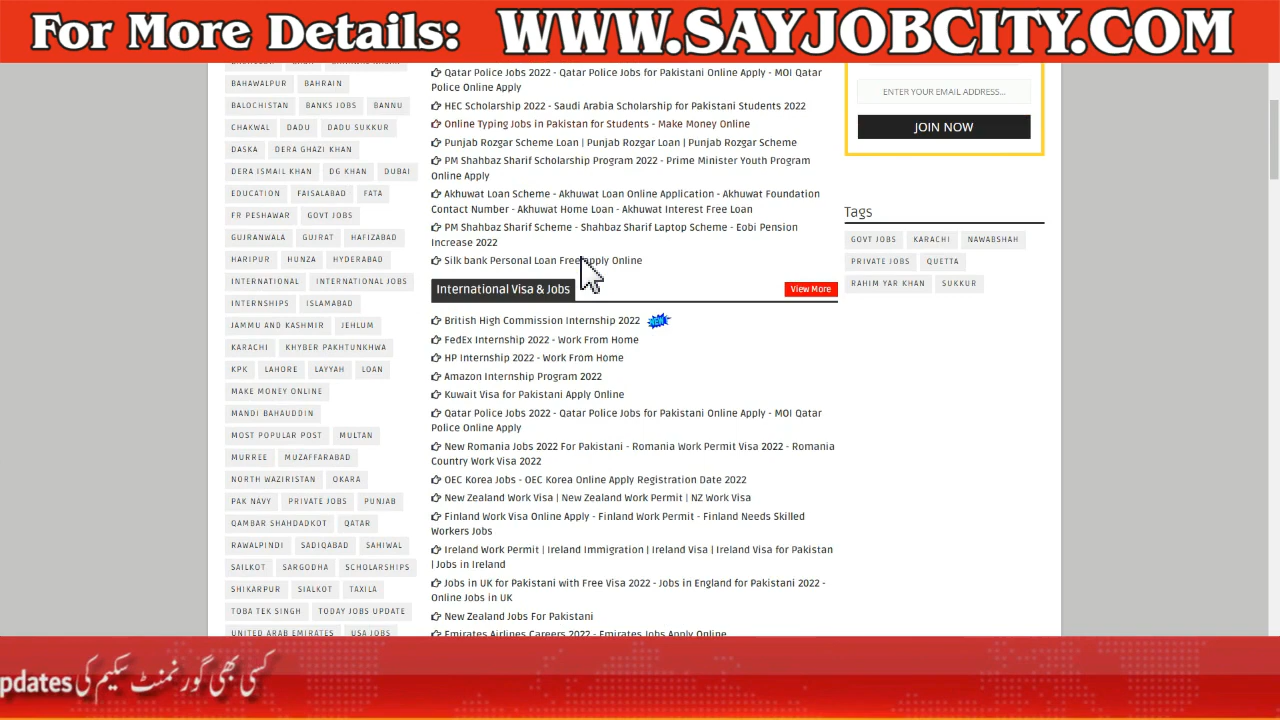 For More Details: WWW.SAYJOBCITY.COM
BAHAWALPUR BAHRAIN
BALOCHISTAN BANKS JOBS BANNU
CHAKWAL DADU DADU SUKKUR
DASKA DERA GHAZI KHAN
DERA ISMAIL KHAN DG KHAN DUBAI
EDUCATION FAISALABAD FATA
FR PESHAWAR GOVT JOBS
GUJRANWALA GUJRAT HAFIZABAD
HARIPUR HUNZA HYDERABAD
INTERNATIONAL INTERNATIONAL JOBS
INTERNSHIPS ISLAMABAD
JAMMU AND KASHMIR JEHLUM
KARACHI KHYBER PAKHTUNKHWA
KPK LAHORE LAYYAH LOAN
MAKE MONEY ONLINE
MANDI BAHAUDDIN
MOST POPULAR POST MULTAN
MURREE MUZAFFARABAD
NORTH WAZIRISTAN OKARA
PAK NAVY PRIVATE JOBS PUNJAB
QAMBAR SHAHDADKOT QATAR
RAWALPINDI SADIQABAD SAHIWAL
SAILKOT SARGODHA SCHOLARSHIPS
SHIKARPUR SIALKOT TAXILA
TOBA TEK SINGH TODAY JOBS UPDATE
UNITED ARAB EMIRATES USA JOBS
Qatar Police Jobs 2022 - Qatar Police Jobs for Pakistani Online Apply - MOI Qatar
Police Online Apply
HEC Scholarship 2022 - Saudi Arabia Scholarship for Pakistani Students 2022
Online Typing Jobs in Pakistan for Students - Make Money Online
Punjab Rozgar Scheme Loan | Punjab Rozgar Loan | Punjab Rozgar Scheme
PM Shahbaz Sharif Scholarship Program 2022 - Prime Minister Youth Program
Online Apply
Akhuwat Loan Scheme - Akhuwat Loan Online Application - Akhuwat Foundation
Contact Number - Akhuwat Home Loan - Akhuwat Interest Free Loan
PM Shahbaz Sharif Scheme - Shahbaz Sharif Laptop Scheme - Eobi Pension
Increase 2022
Silk bank Personal Loan Free apply Online
International Visa & Jobs View More
British High Commission Internship 2022 NEW
FedEx Internship 2022 - Work From Home
HP Internship 2022 - Work From Home
Amazon Internship Program 2022
Kuwait Visa for Pakistani Apply Online
Qatar Police Jobs 2022 - Qatar Police Jobs for Pakistani Online Apply - MOI Qatar
Police Online Apply
New Romania Jobs 2022 For Pakistani - Romania Work Permit Visa 2022 - Romania
Country Work Visa 2022
OEC Korea Jobs - OEC Korea Online Apply Registration Date 2022
New Zealand Work Visa | New Zealand Work Permit | NZ Work Visa
Finland Work Visa Online Apply - Finland Work Permit - Finland Needs Skilled
Workers Jobs
Ireland Work Permit | Ireland Immigration | Ireland Visa | Ireland Visa for Pakistan
| Jobs in Ireland
Jobs in UK for Pakistani with Free Visa 2022 - Jobs in England for Pakistani 2022 -
Online Jobs in UK
New Zealand Jobs For Pakistani
Emirates Airlines Careers 2022 - Emirates Jobs Apply Online
ENTER YOUR EMAIL ADDRESS...
JOIN NOW
Tags
GOVT JOBS KARACHI NAWABSHAH
PRIVATE JOBS QUETTA
RAHIM YAR KHAN SUKKUR
کسی بھی گورنمنٹ سکیم کی pdates